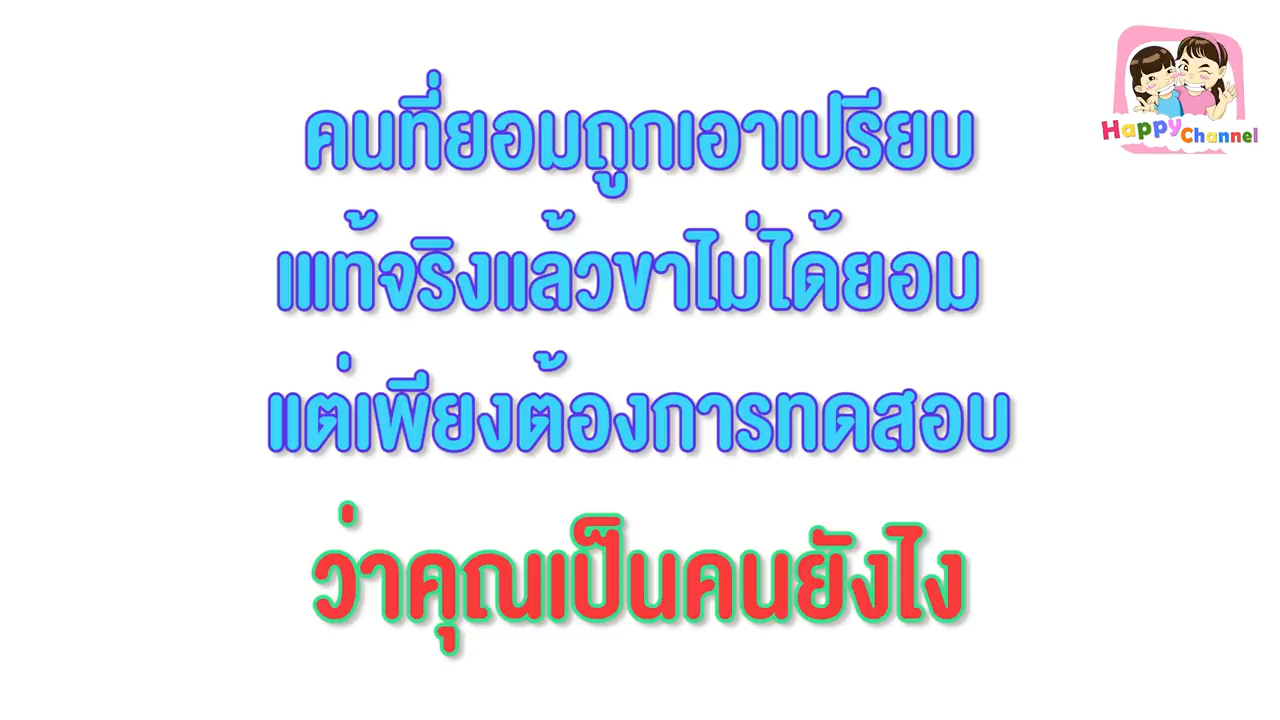 คนที่ยอมถูกเอาเปรียบ
แท้จริงแล้วขาไม่ได้ยอม
แต่เพียงต้องการทดสอบ
ว่าคุณเป็นคนยังไง
Happy Channel